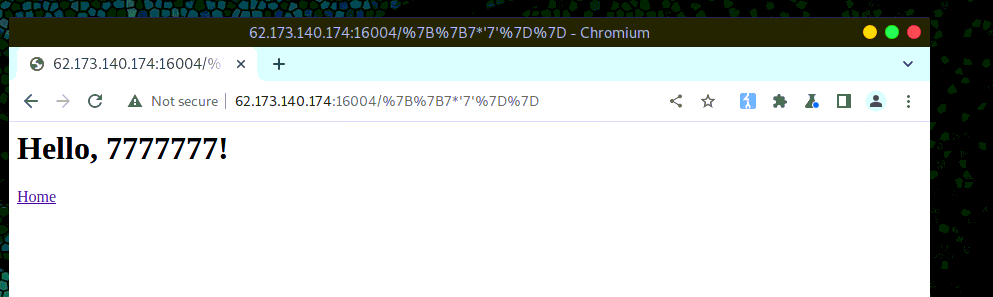 62.173.140.174:16004/%7B%7B7*'7'%7D%7D - Chromium
62.173.140.174:16004/%
Not secure 62.173.140.174:16004/%7B%7B7*'7'%7D%7D
Hello, 7777777!
Home